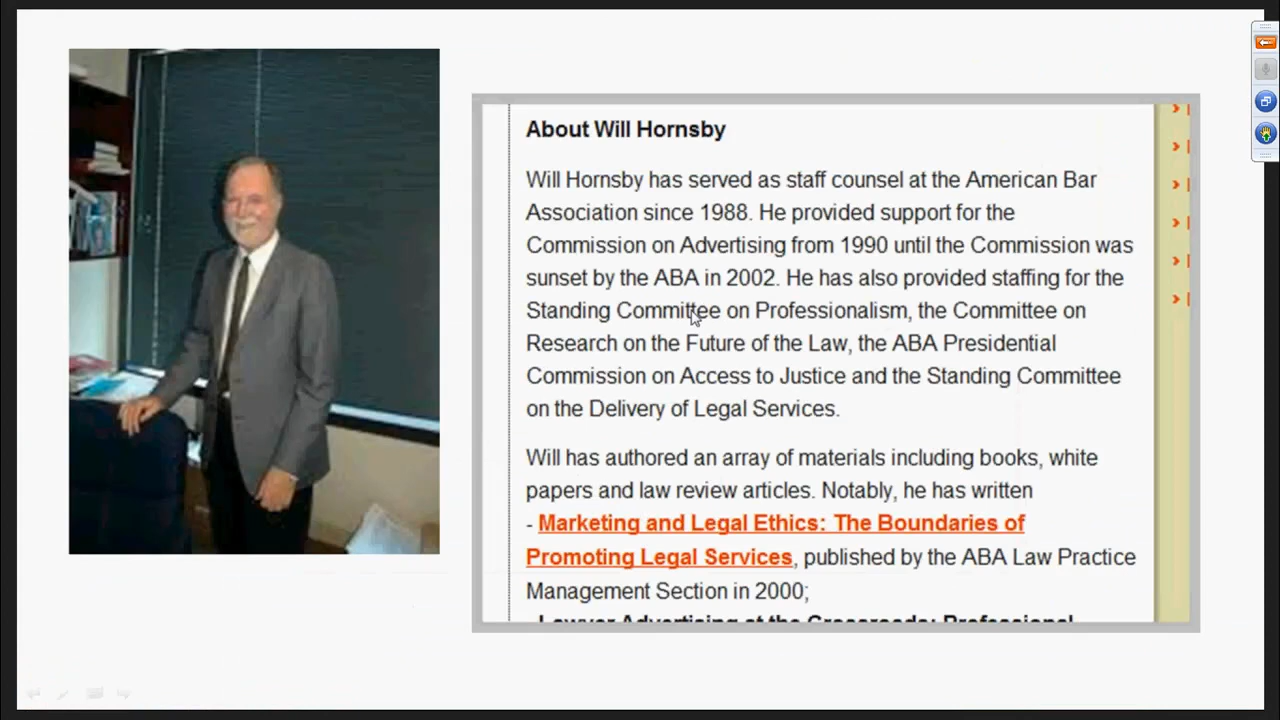 About Will Hornsby
Will Hornsby has served as staff counsel at the American Bar
Association since 1988. He provided support for the
Commission on Advertising from 1990 until the Commission was
sunset by the ABA in 2002. He has also provided staffing for the
Standing Committee on Professionalism, the Committee on
Research on the Future of the Law, the ABA Presidential
Commission on Access to Justice and the Standing Committee
on the Delivery of Legal Services.
Will has authored an array of materials including books, white
papers and law review articles. Notably, he has written
- Marketing and Legal Ethics: The Boundaries of
Promoting Legal Services, published by the ABA Law Practice
Management Section in 2000;
- Lawyer Advertising at the Crossroads: Professional